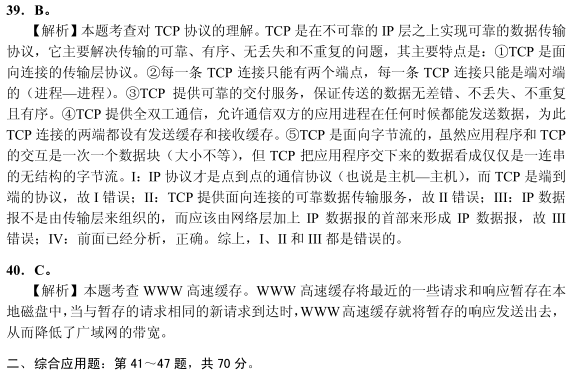 39．B。
【解析】本题考查对 TCP 协议的理解。TCP 是在不可靠的 IP 层之上实现可靠的数据传输
协议，它主要解决传输的可靠、有序、无丢失和不重复的问题，其主要特点是：①TCP 是面
向连接的传输层协议。②每一条 TCP 连接只能有两个端点，每一条 TCP 连接只能是端对端
的（进程—进程）。③TCP 提供可靠的交付服务，保证传送的数据无差错、不丢失、不重复
且有序。④TCP 提供全双工通信，允许通信双方的应用进程在任何时候都能发送数据，为此
TCP 连接的两端都设有发送缓存和接收缓存。⑤TCP 是面向字节流的，虽然应用程序和 TCP
的交互是一次一个数据块（大小不等），但 TCP 把应用程序交下来的数据看成仅仅是一连串
的无结构的字节流。I：IP 协议才是点到点的通信协议（也说是主机—主机），而 TCP 是端到
端的协议，故 I 错误；II：TCP 提供面向连接的可靠数据传输服务，故 II 错误；III：IP 数据
报不是由传输层来组织的，而应该由网络层加上 IP 数据报的首部来形成 IP 数据报，故 III
错误；IV：前面已经分析，正确。综上，I、II 和 III 都是错误的。
40．C。
【解析】本题考查 WWW 高速缓存。WWW 高速缓存将最近的一些请求和响应暂存在本
地磁盘中，当与暂存的请求相同的新请求到达时，WWW 高速缓存就将暂存的响应发送出去，
从而降低了广域网的带宽。
二、综合应用题：第 41～47 题，共 70 分。